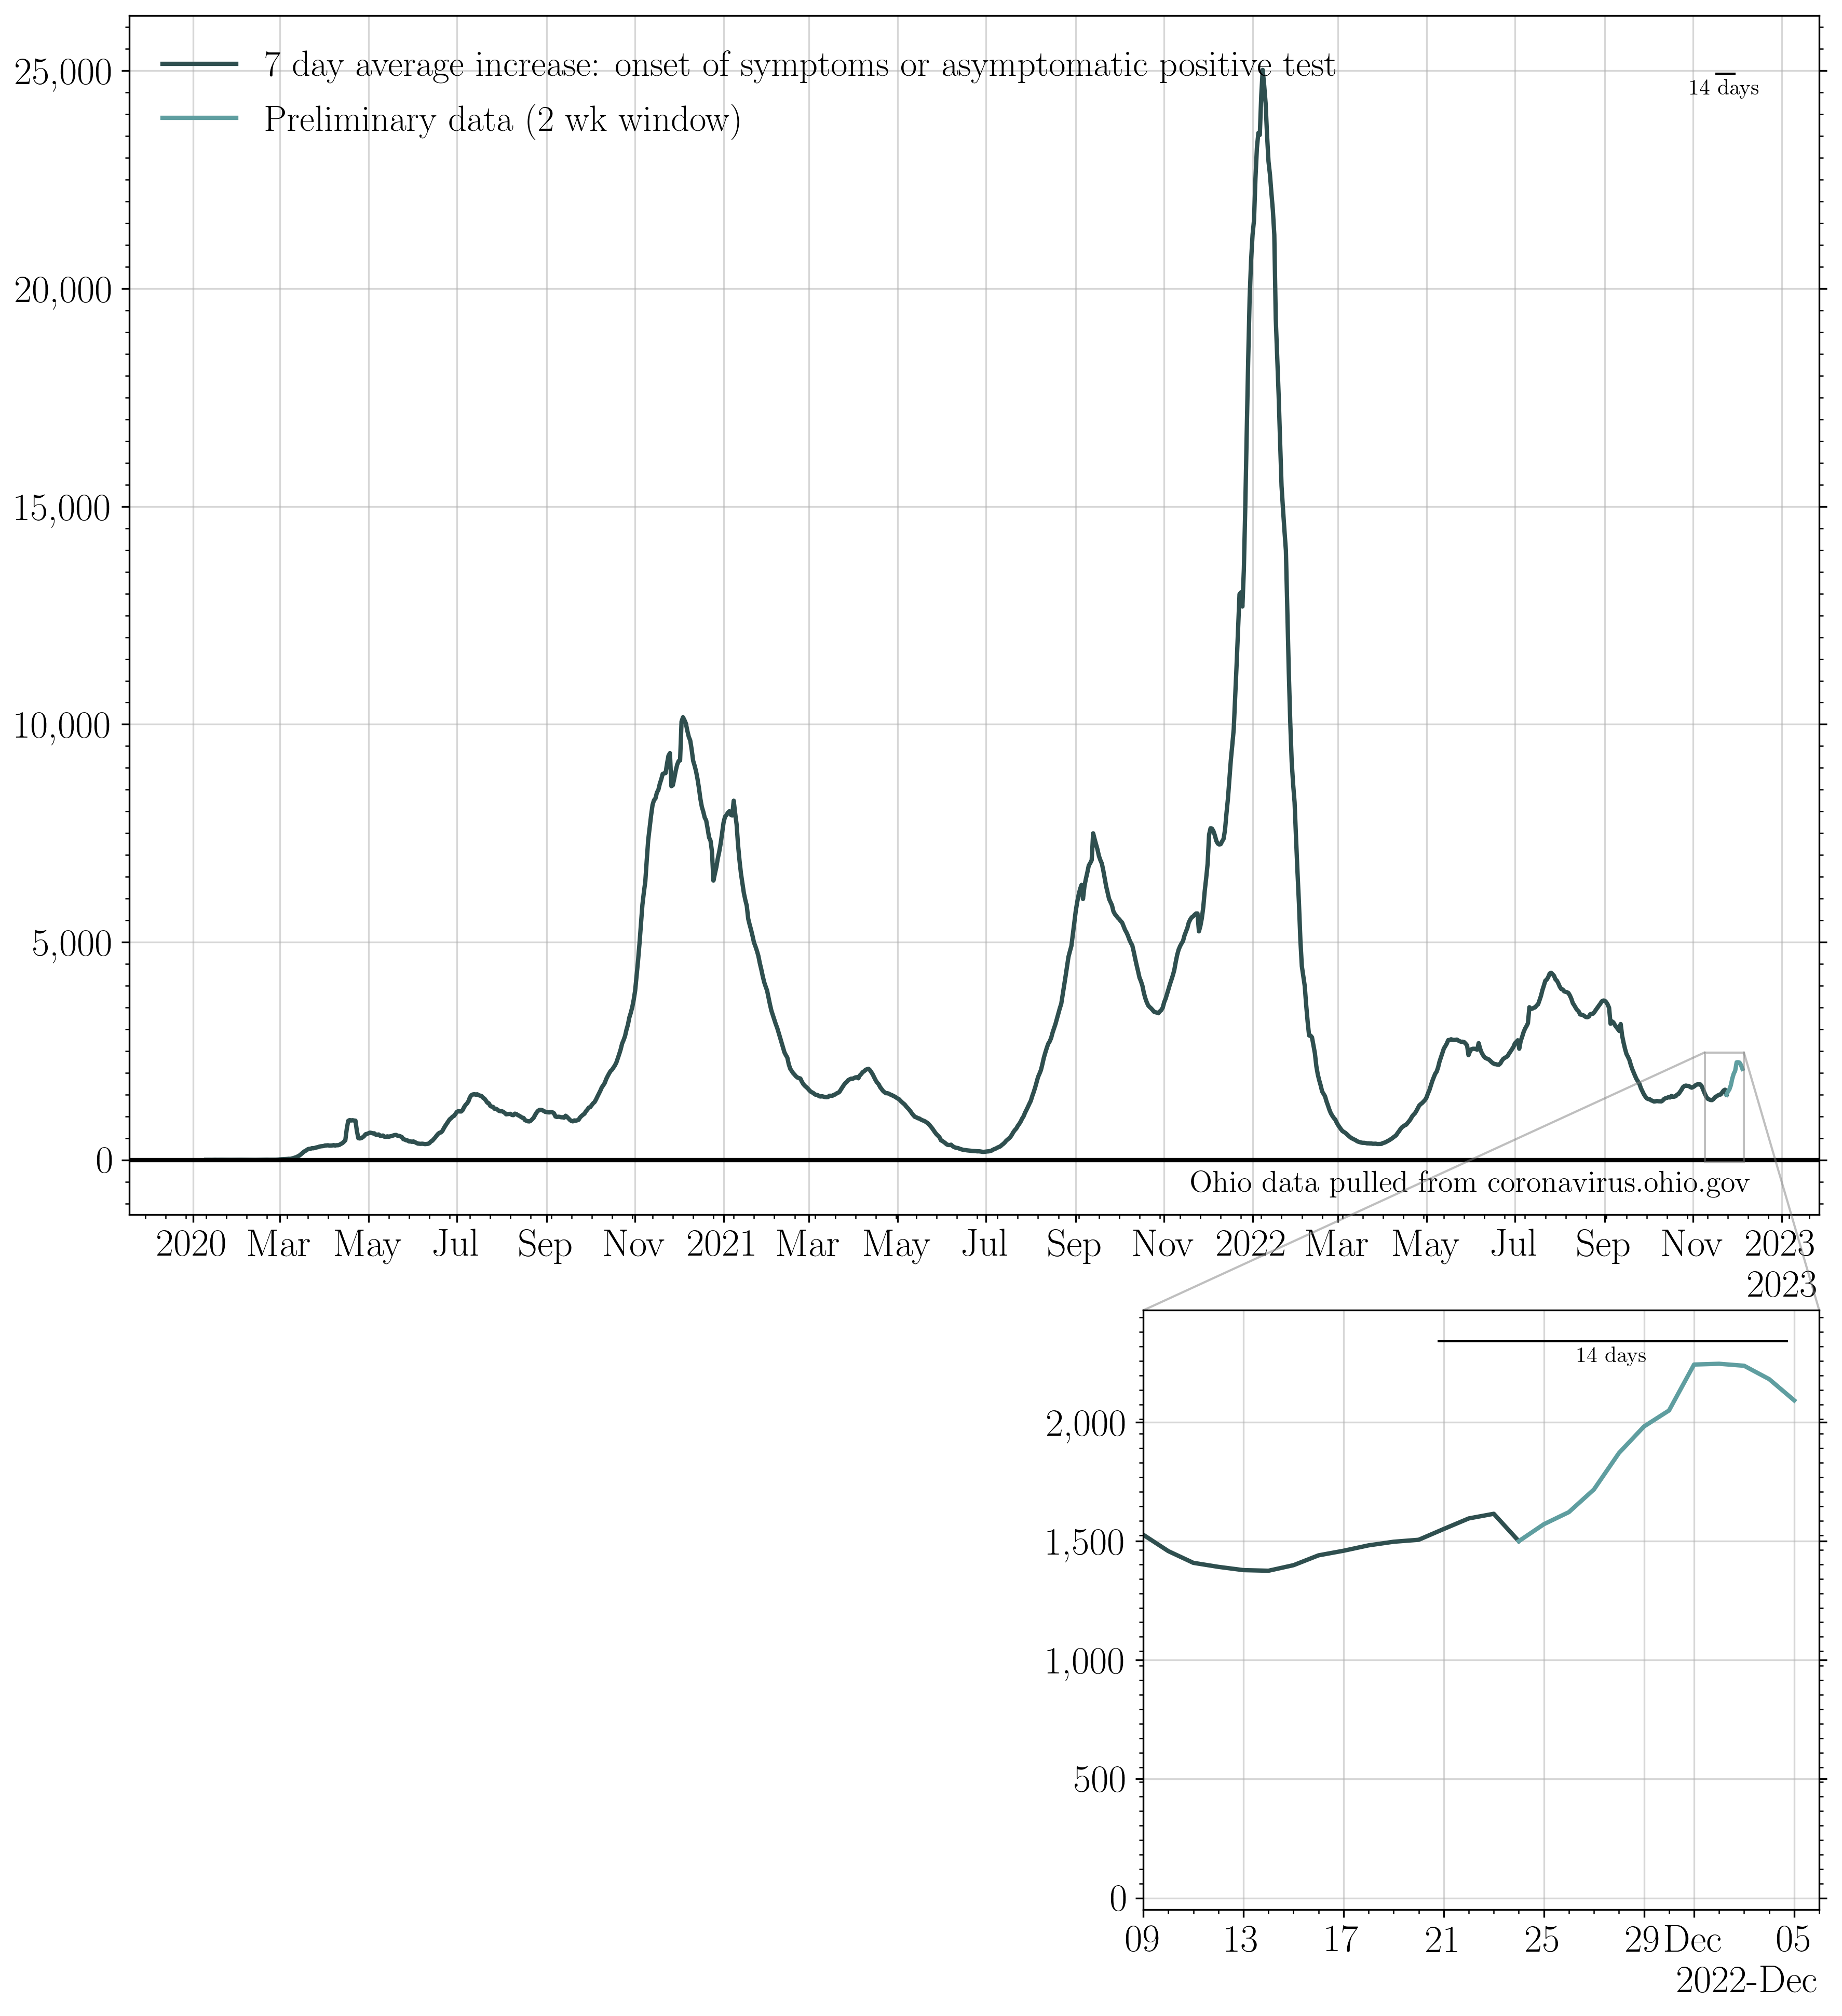 7 day average increase: onset of symptoms or asymptomatic positive test
Preliminary data (2 wk window)
14 days
25,000
20,000
15,000
10,000
5,000
0
Ohio data pulled from coronavirus.ohio.gov
2020 Mar May Jul Sep Nov 2021 Mar May Jul Sep Nov 2022 Mar May Jul Sep Nov 2023
2023
14 days
2,000
1,500
1,000
500
0
09 13 17 21 25 29 Dec 05
2022-Dec